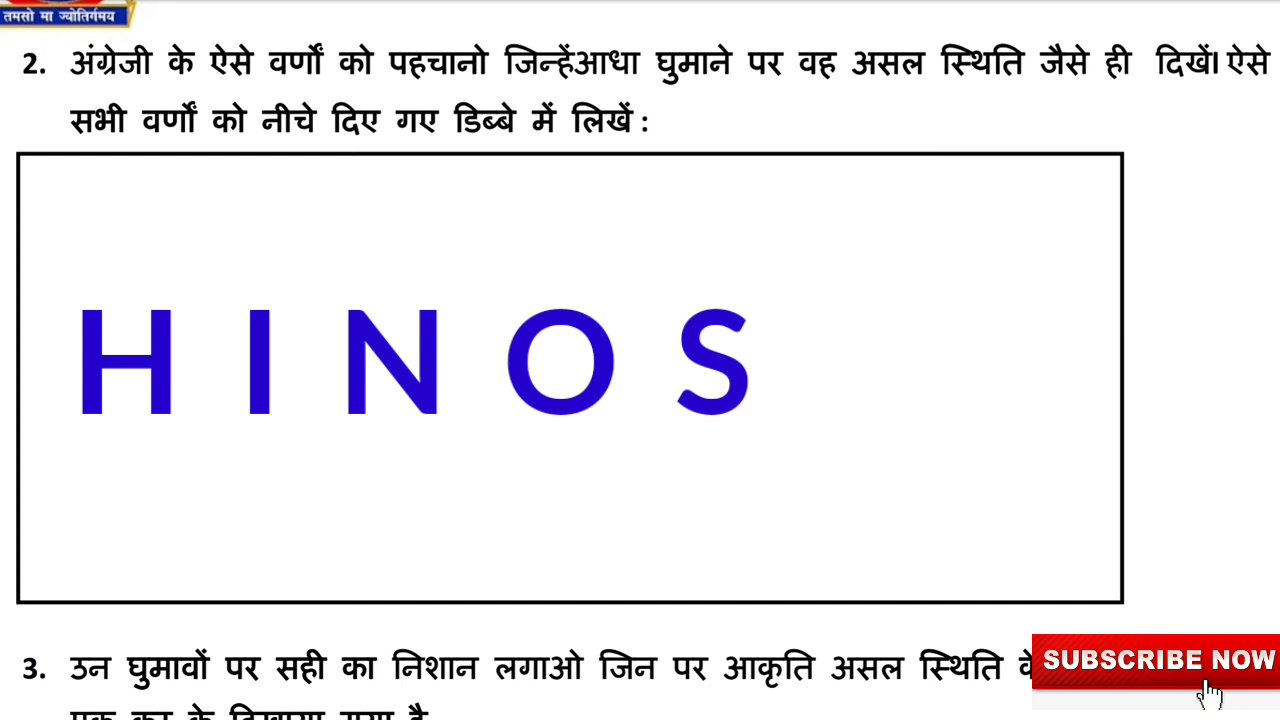 तमसो मा ज्योतिर्गमय
2. अंग्रेजी के ऐसे वर्णों को पहचानो जिन्हेंआधा घुमाने पर वह असल स्थिति जैसे ही दिखें। ऐसे
सभी वर्णों को नीचे दिए गए डिब्बे में लिखें :
H I N O S
3. उन घुमावों पर सही का निशान लगाओ जिन पर आकृति असल स्थिति
SUBSCRIBE NOW